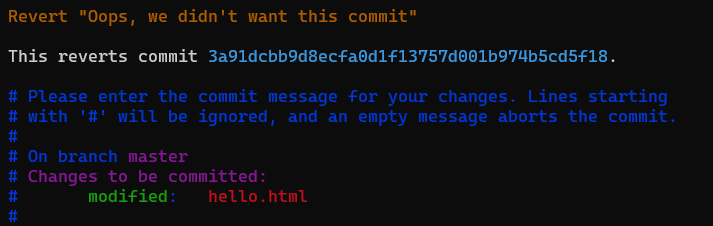 Revert "Oops, we didn't want this commit"
This reverts commit 3a91dcbb9d8ecfa0d1f13757d001b974b5cd5f18.
# Please enter the commit message for your changes. Lines starting
# with '#' will be ignored, and an empty message aborts the commit.
#
# On branch master
# Changes to be committed:
#       modified:   hello.html
#